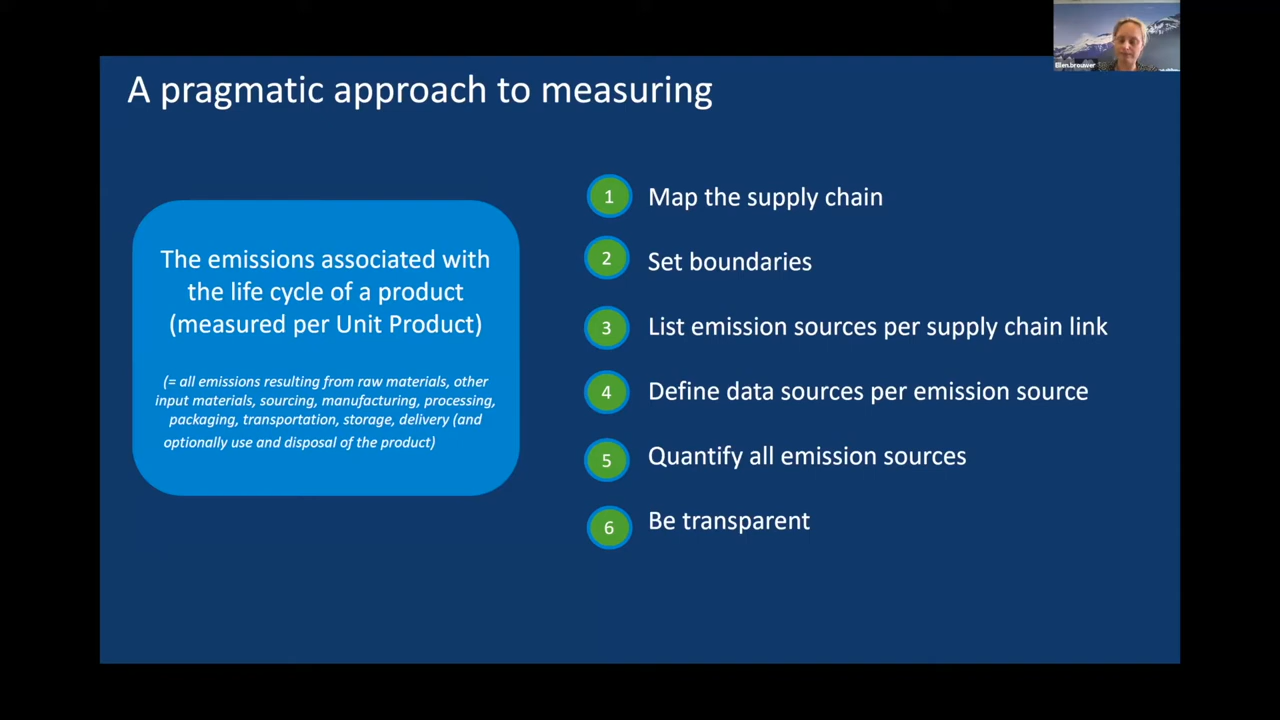 Ellen.brouwer
A pragmatic approach to measuring
The emissions associated with
the life cycle of a product
(measured per Unit Product)
(= all emissions resulting from raw materials, other
input materials, sourcing, manufacturing, processing,
packaging, transportation, storage, delivery (and
optionally use and disposal of the product)
1 Map the supply chain
2 Set boundaries
3 List emission sources per supply chain link
4 Define data sources per emission source
5 Quantify all emission sources
6 Be transparent